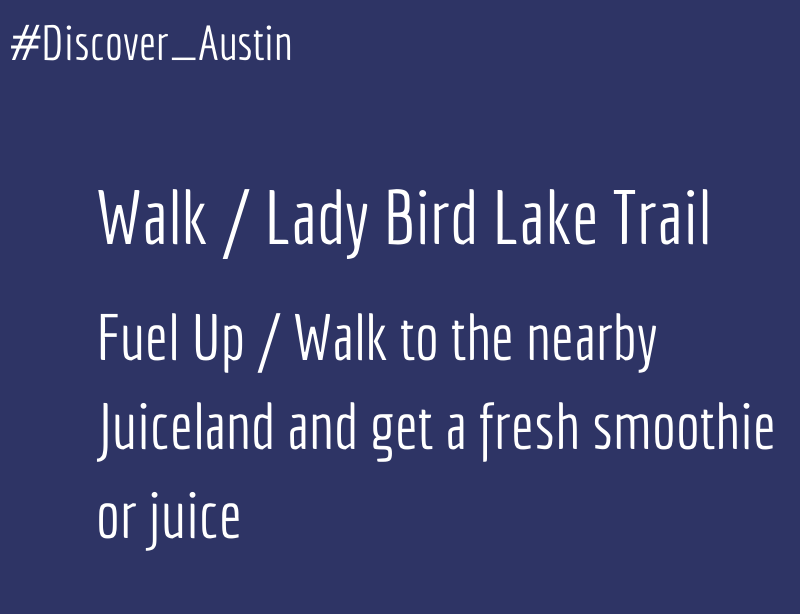 #Discover_Austin
Walk / Lady Bird Lake Trail
Fuel Up / Walk to the nearby
Juiceland and get a fresh smoothie
or juice